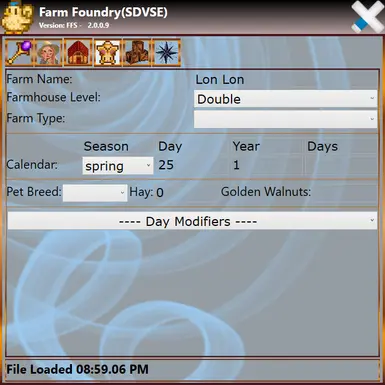 Farm Foundry(SDVSE)
Version: FFS - 2.0.0.9
Farm Name: Lon Lon
Farmhouse Level: Double
Farm Type:
Season Day Year Days
Calendar: spring 25 1
Pet Breed: Hay: 0 Golden Walnuts:
---- Day Modifiers ----
File Loaded 08:59.06 PM